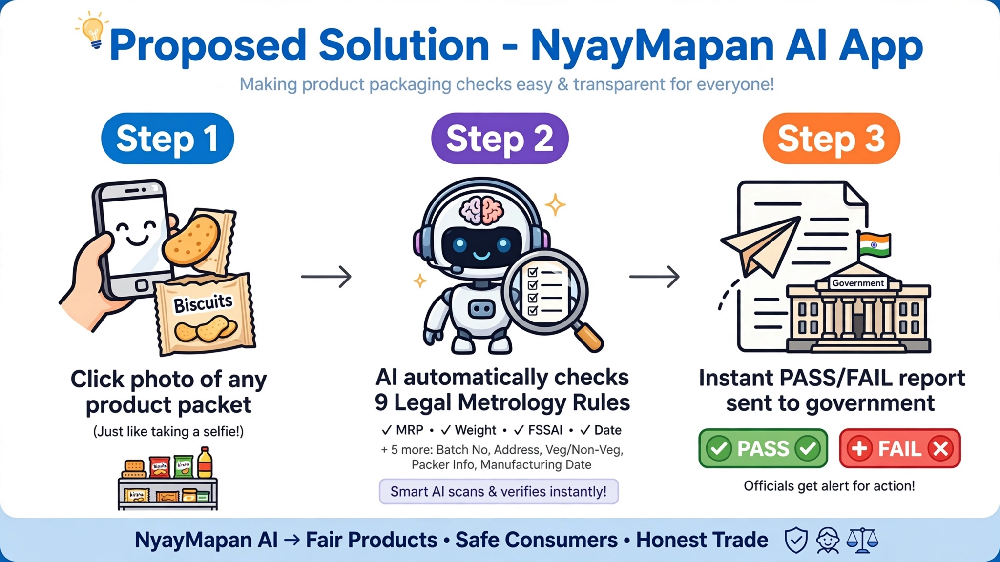 Proposed Solution - NyayMapan AI App
Making product packaging checks easy & transparent for everyone!
Step 1
Biscuits
Click photo of any
product packet
(Just like taking a selfie!)
Biscuits
Step 2
AI automatically checks
9 Legal Metrology Rules
✓ MRP • ✓ Weight • ✓ FSSAI • ✓ Date
+ 5 more: Batch No, Address, Veg/Non-Veg,
Packer Info, Manufacturing Date
Smart AI scans & verifies instantly!
Step 3
Government
Instant PASS/FAIL report
sent to government
PASS
FAIL
Officials get alert for action!
NyayMapan AI → Fair Products • Safe Consumers • Honest Trade